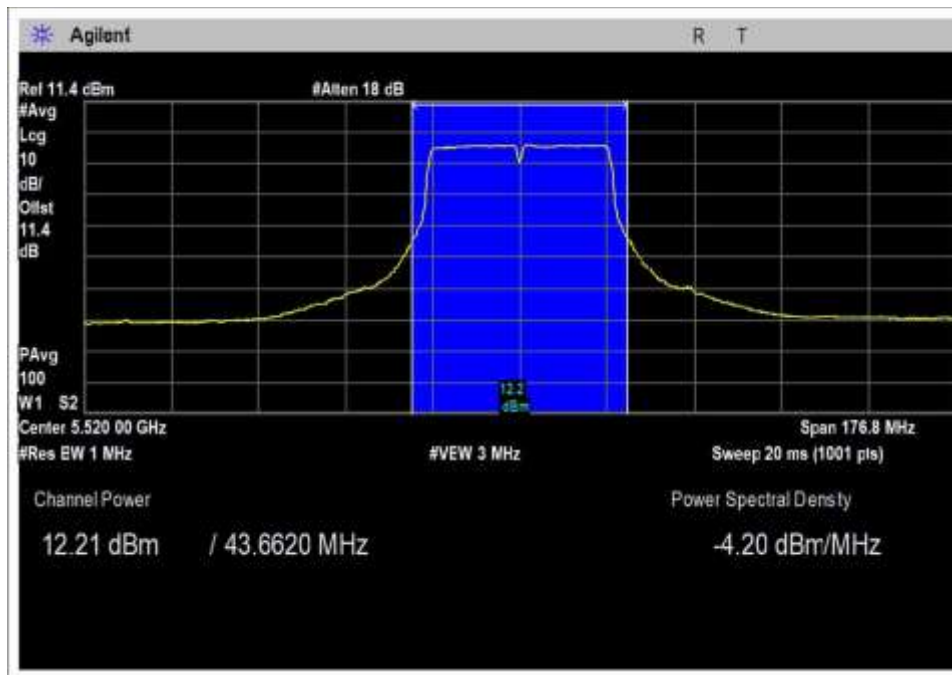 Agilent R T
Ref 11.4 dBm #Atten 18 dB
#Avg
Log
10
dB/
Offst
11.4
dB
PAvg
100
W1 S2
12.2
dBm
Center 5.520 00 GHz Span 176.8 MHz
#Res BW 1 MHz #VBW 3 MHz Sweep 20 ms (1001 pts)
Channel Power Power Spectral Density
12.21 dBm / 43.6620 MHz -4.20 dBm/MHz